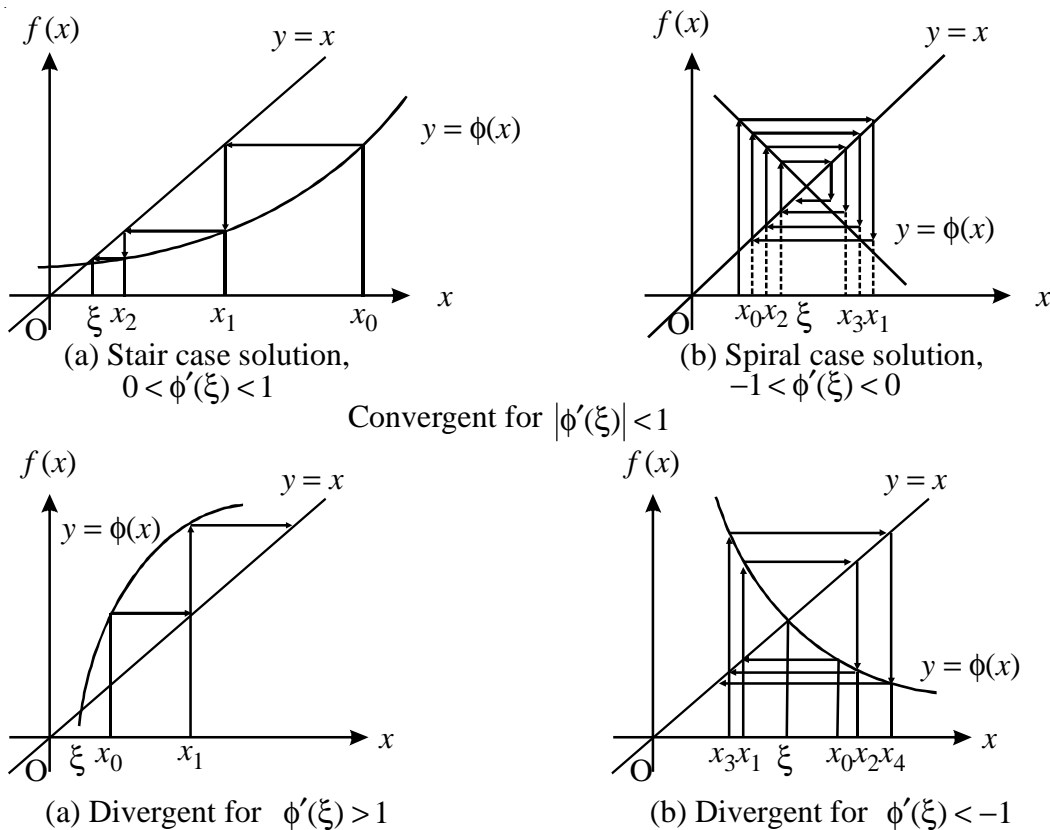 f(x)
y = x
y = ϕ(x)
O ξ x₂ x₁ x₀ x
(a) Stair case solution,
0 < ϕ′(ξ) < 1
f(x)
y = x
y = ϕ(x)
O x₀ x₂ ξ x₃ x₁ x
(b) Spiral case solution,
−1 < ϕ′(ξ) < 0
Convergent for |ϕ′(ξ)| < 1
f(x)
y = x
y = ϕ(x)
O ξ x₀ x₁ x
(a) Divergent for ϕ′(ξ) > 1
f(x)
y = x
y = ϕ(x)
O x₃ x₁ ξ x₀ x₂ x₄ x
(b) Divergent for ϕ′(ξ) < −1